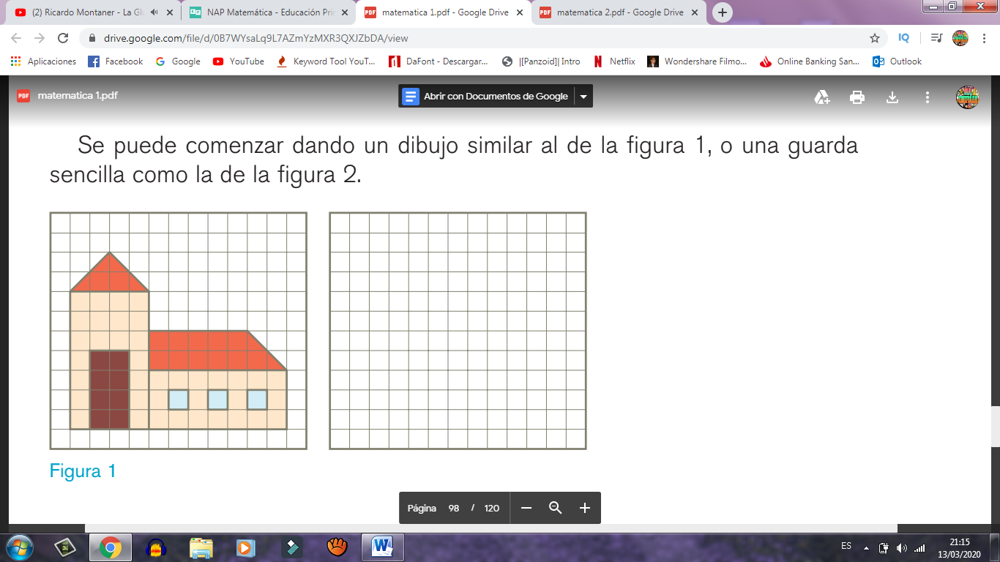 (2) Ricardo Montaner - La Gl
NAP Matemática - Educación Pri
matematica 1.pdf - Google Drive
matematica 2.pdf - Google Drive
drive.google.com/file/d/0B7WYsaLq9L7AZmYzMXR3QXJZbDA/view
IQ
Aplicaciones
Facebook
Google
YouTube
Keyword Tool YouT...
DaFont - Descargar...
|[Panzoid]| Intro
Netflix
Wondershare Filmo...
Online Banking San...
Outlook
PDF matematica 1.pdf
Abrir con Documentos de Google
Se puede comenzar dando un dibujo similar al de la figura 1, o una guarda
sencilla como la de la figura 2.
Figura 1
Página 98 / 120
ES
21:15
13/03/2020